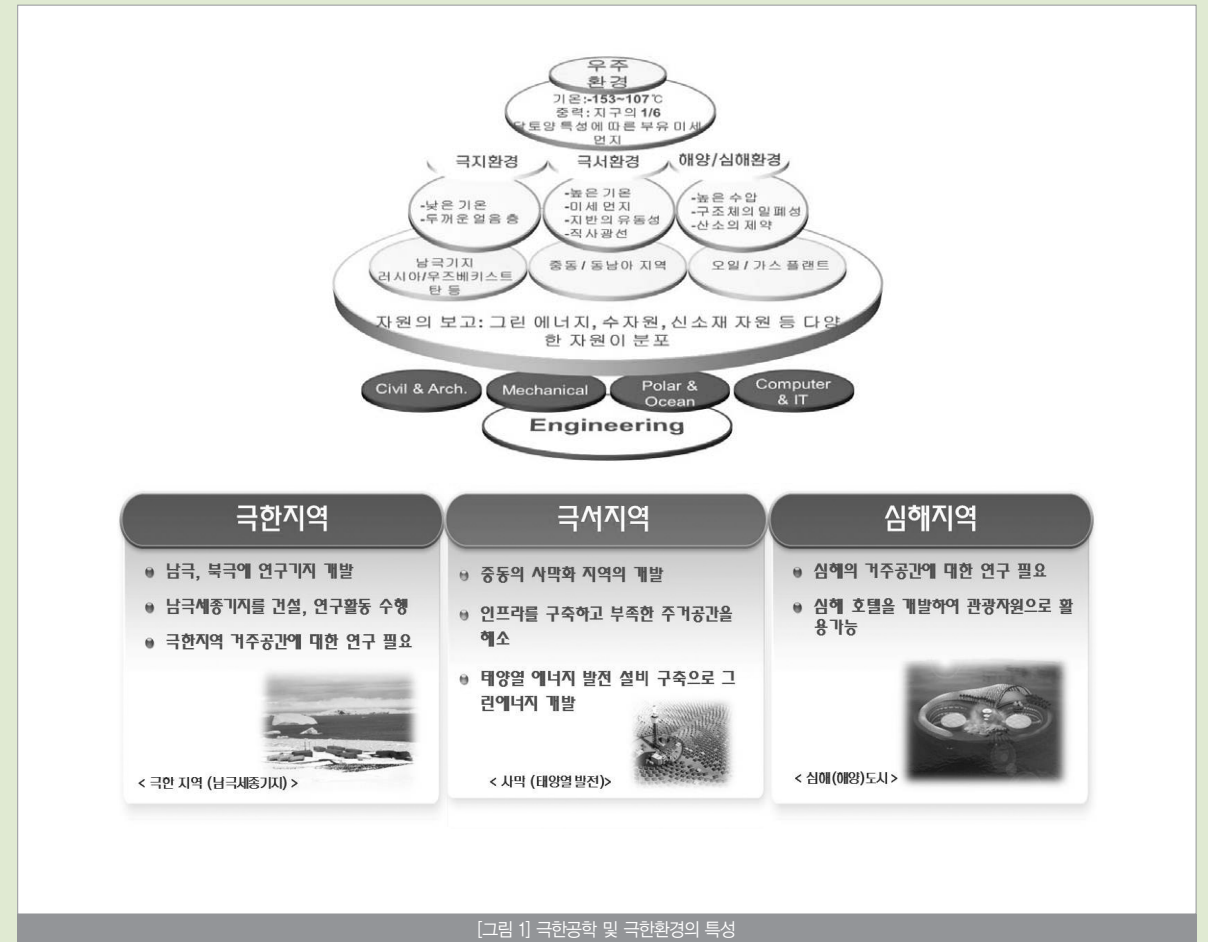 우주
환경
기온:-153~107℃
중력: 지구의 1/6
달토양 특성에 따른 부유 미세
먼지
극지환경
극서환경
해양/심해환경
-낮은 기온
-두꺼운 얼음 층
-높은 기온
-미세 먼지
-지반의 유동성
-직사광선
-높은 수압
-구조체의 밀폐성
-산소의 제약
남극기지
러시아/우즈베키스트
탄 등
중동 / 동남아 지역
오일 / 가스 플랜트
자원의 보고: 그린 에너지, 수자원, 신소재 자원 등 다양
한 자원이 분포
Civil & Arch.
Mechanical
Polar &
Ocean
Computer
& IT
Engineering
극한지역
남극, 북극에 연구기지 개발
남극세종기지를 건설, 연구활동 수행
극한지역 거주공간에 대한 연구 필요
< 극한 지역 (남극세종기지) >
극서지역
중동의 사막화 지역의 개발
인프라를 구축하고 부족한 주거공간을
해소
태양열 에너지 발전 설비 구축으로 그
린에너지 개발
< 사막 (태양열 발전)>
심해지역
심해의 거주공간에 대한 연구 필요
심해 호텔을 개발하여 관광자원으로 활
용가능
< 심해(해양)도시 >
[그림 1] 극한공학 및 극한환경의 특성